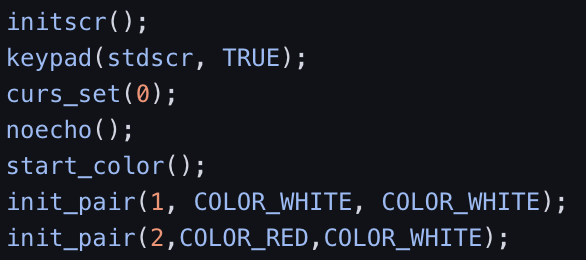 initscr();
keypad(stdscr, TRUE);
curs_set(0);
noecho();
start_color();
init_pair(1, COLOR_WHITE, COLOR_WHITE);
init_pair(2,COLOR_RED,COLOR_WHITE);